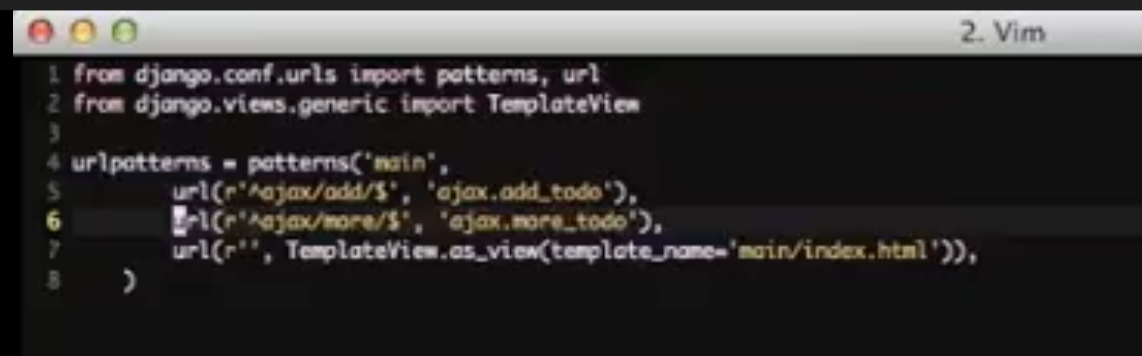 2. Vim
1 from django.conf.urls import patterns, url
2 from django.views.generic import TemplateView
3
4 urlpatterns = patterns('main',
5         url(r'^ajax/add/$', 'ajax.add_todo'),
6         url(r'^ajax/more/$', 'ajax.more_todo'),
7         url(r'', TemplateView.as_view(template_name='main/index.html')),
8     )